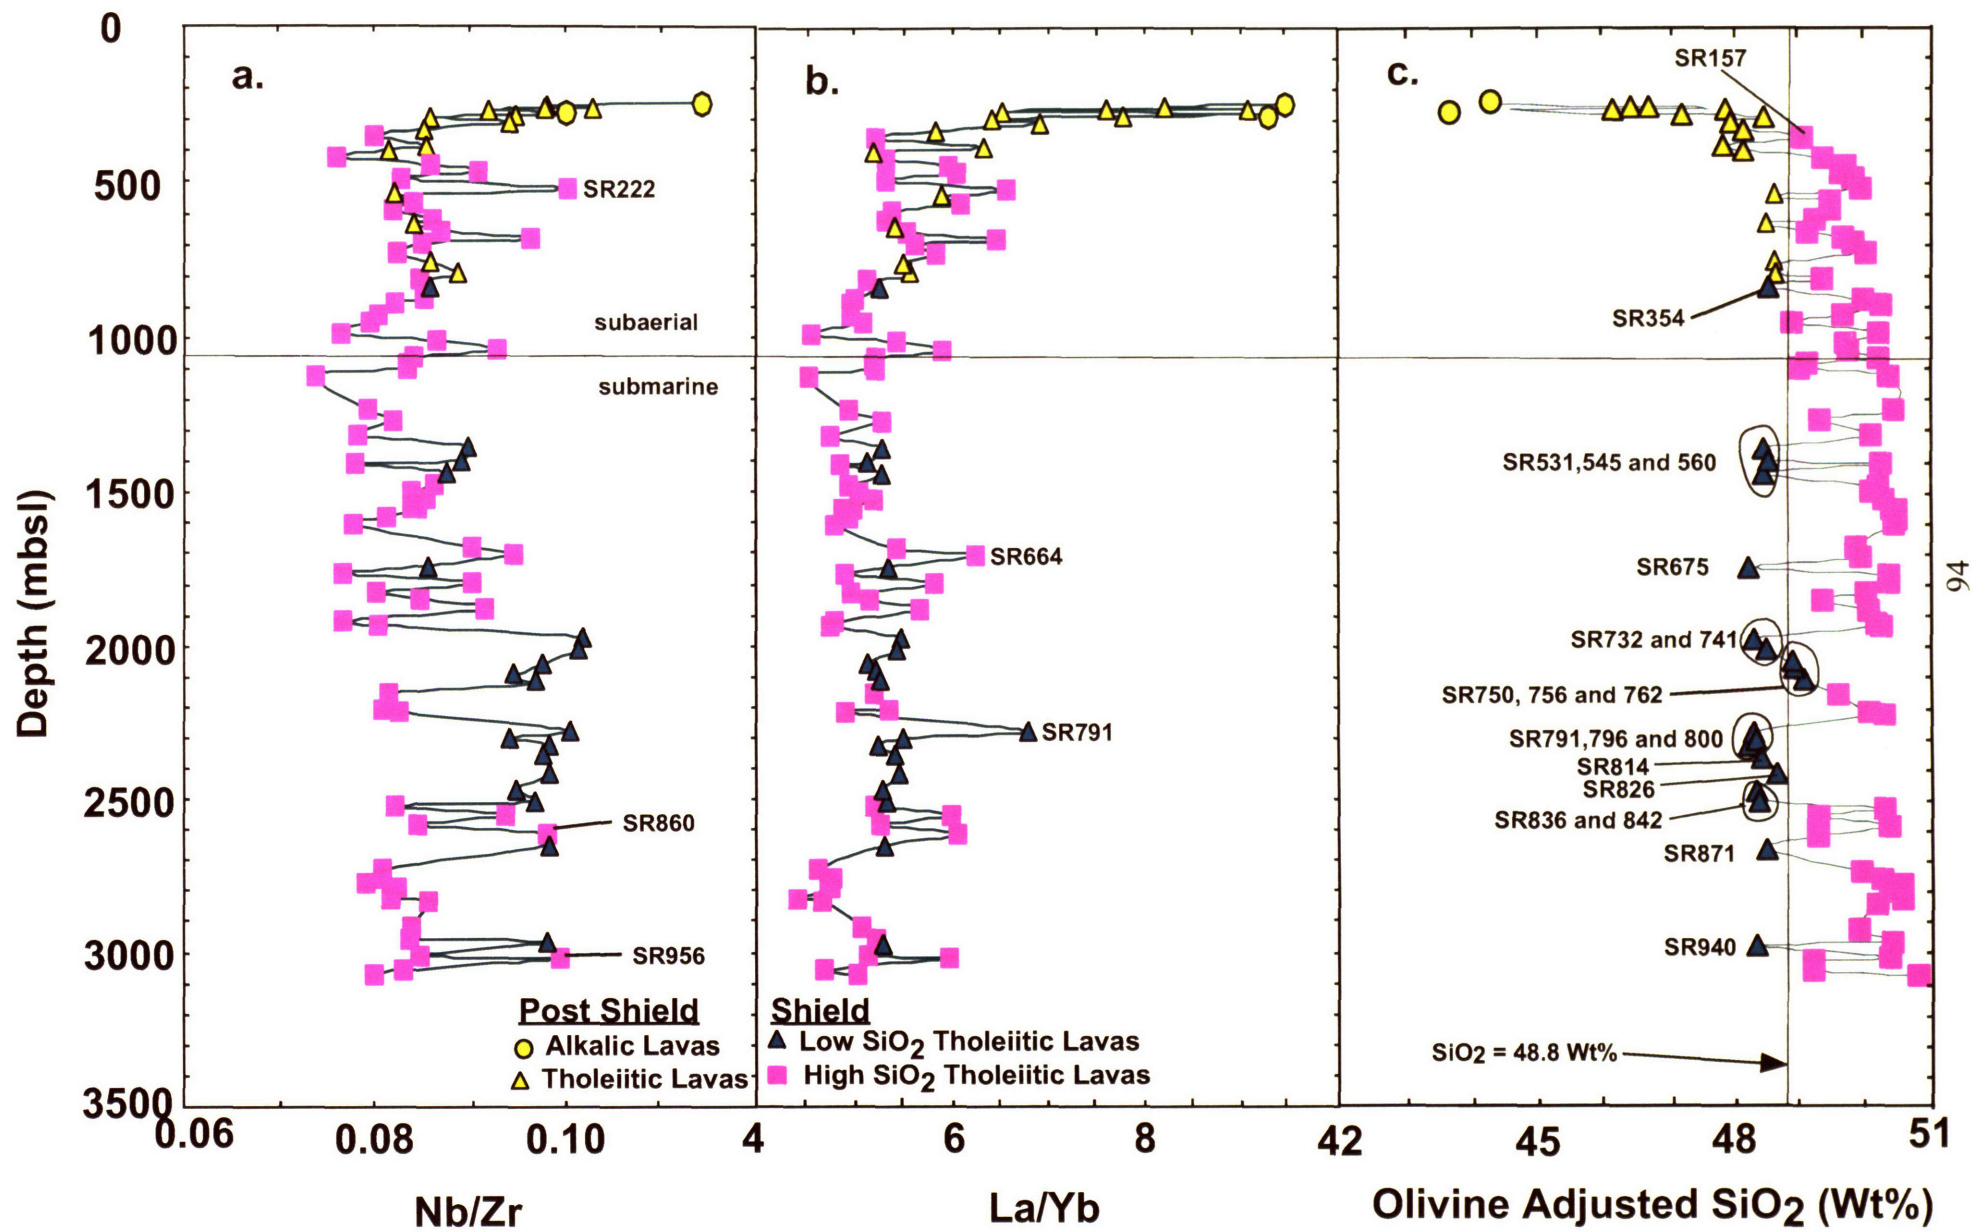 0
500
1000
1500
2000
2500
3000
3500
Depth (mbsl)
a.
SR222
subaerial
submarine
SR860
SR956
Post Shield
Alkalic Lavas
Tholeiitic Lavas
0.06
0.08
0.10
Nb/Zr
b.
SR664
SR791
Shield
Low SiO2 Tholeiitic Lavas
High SiO2 Tholeiitic Lavas
4
6
8
La/Yb
c.
SR157
SR354
SR531,545 and 560
SR675
SR732 and 741
SR750, 756 and 762
SR791,796 and 800
SR814
SR826
SR836 and 842
SR871
SR940
SiO2 = 48.8 Wt%
42
45
48
51
Olivine Adjusted SiO2 (Wt%)
94